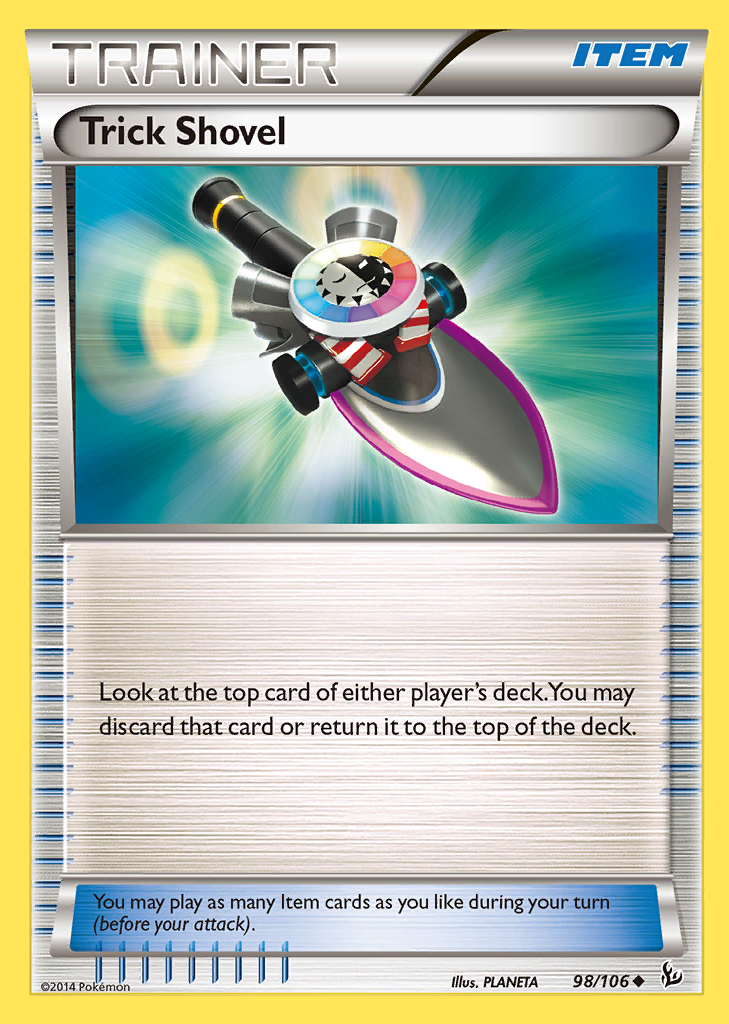 TRAINER
ITEM
Trick Shovel
Look at the top card of either player's deck.You may
discard that card or return it to the top of the deck.
You may play as many Item cards as you like during your turn
(before your attack).
©2014 Pokémon
Illus. PLANETA
98/106